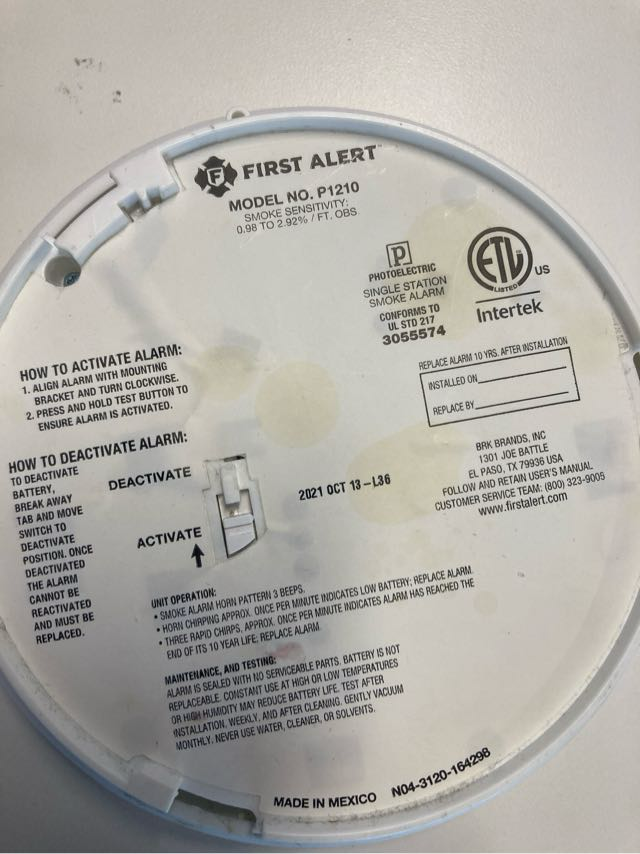 FIRST ALERT™
MODEL NO. P1210
SMOKE SENSITIVITY:
0.98 TO 2.92% / FT. OBS
P
PHOTOELECTRIC
SINGLE STATION
SMOKE ALARM
CONFORMS TO
UL STD 217
3055574
ETL
LISTED
US
Intertek
REPLACE ALARM 10 YRS. AFTER INSTALLATION
INSTALLED ON
REPLACE BY
HOW TO ACTIVATE ALARM:
1. ALIGN ALARM WITH MOUNTING
BRACKET AND TURN CLOCKWISE.
2. PRESS AND HOLD TEST BUTTON TO
ENSURE ALARM IS ACTIVATED.
HOW TO DEACTIVATE ALARM:
TO DEACTIVATE
BATTERY,
BREAK AWAY
TAB AND MOVE
SWITCH TO
DEACTIVATE
POSITION. ONCE
DEACTIVATED
THE ALARM
CANNOT BE
REACTIVATED
AND MUST BE
REPLACED.
DEACTIVATE
ACTIVATE
2021 OCT 13-L36
BRK BRANDS, INC
1301 JOE BATTLE
EL PASO, TX 79936 USA
FOLLOW AND RETAIN USER'S MANUAL
CUSTOMER SERVICE TEAM: (800) 323-9005
www.firstalert.com
UNIT OPERATION:
• SMOKE ALARM HORN PATTERN 3 BEEPS.
• HORN CHIRPING APPROX. ONCE PER MINUTE INDICATES LOW BATTERY; REPLACE ALARM.
• THREE RAPID CHIRPS, APPROX. ONCE PER MINUTE INDICATES ALARM HAS REACHED THE
END OF ITS 10 YEAR LIFE; REPLACE ALARM.
MAINTENANCE, AND TESTING:
ALARM IS SEALED WITH NO SERVICEABLE PARTS. BATTERY IS NOT
REPLACEABLE. CONSTANT USE AT HIGH OR LOW TEMPERATURES
OR HIGH HUMIDITY MAY REDUCE BATTERY LIFE. TEST AFTER
INSTALLATION, WEEKLY, AND AFTER CLEANING. GENTLY VACUUM
MONTHLY. NEVER USE WATER, CLEANER, OR SOLVENTS.
MADE IN MEXICO N04-3120-164298